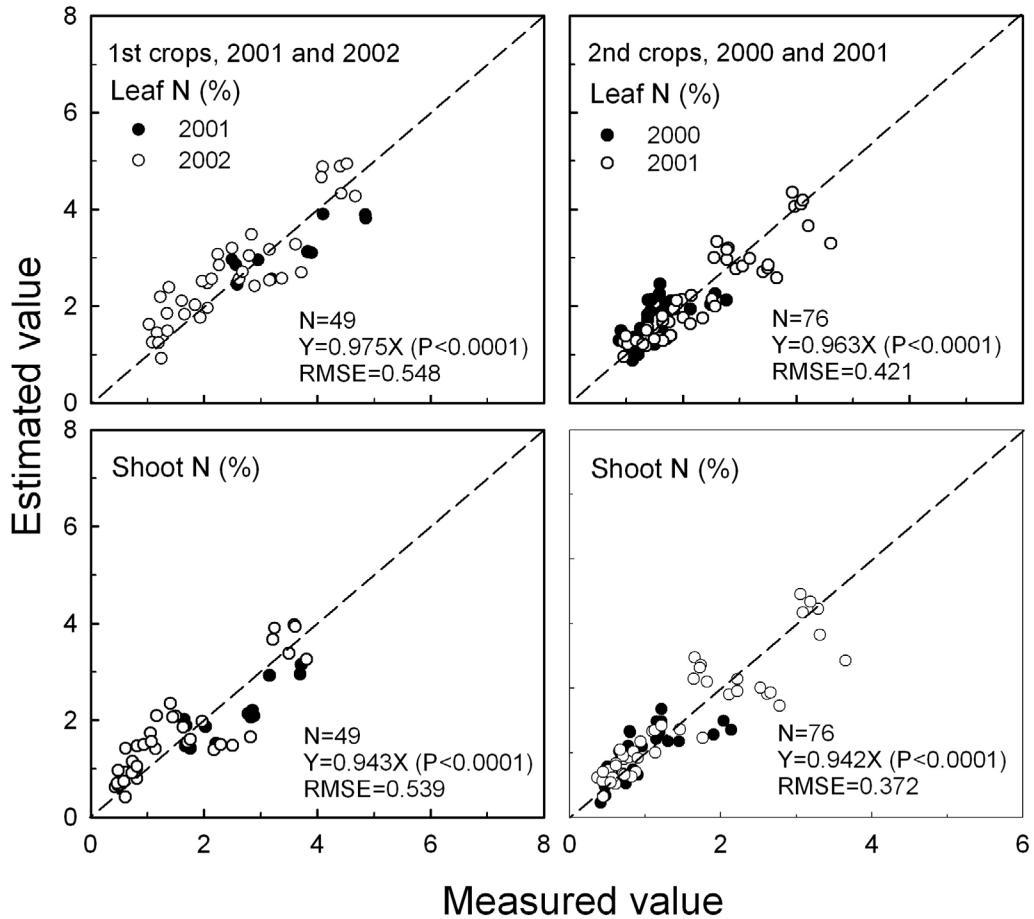 8
6
4
2
0
1st crops, 2001 and 2002
Leaf N (%)
2001
2002
N=49
Y=0.975X (P<0.0001)
RMSE=0.548
2nd crops, 2000 and 2001
Leaf N (%)
2000
2001
N=76
Y=0.963X (P<0.0001)
RMSE=0.421
Estimated value
8
6
4
2
0
Shoot N (%)
N=49
Y=0.943X (P<0.0001)
RMSE=0.539
Shoot N (%)
N=76
Y=0.942X (P<0.0001)
RMSE=0.372
0 2 4 6 8
0 2 4 6
Measured value